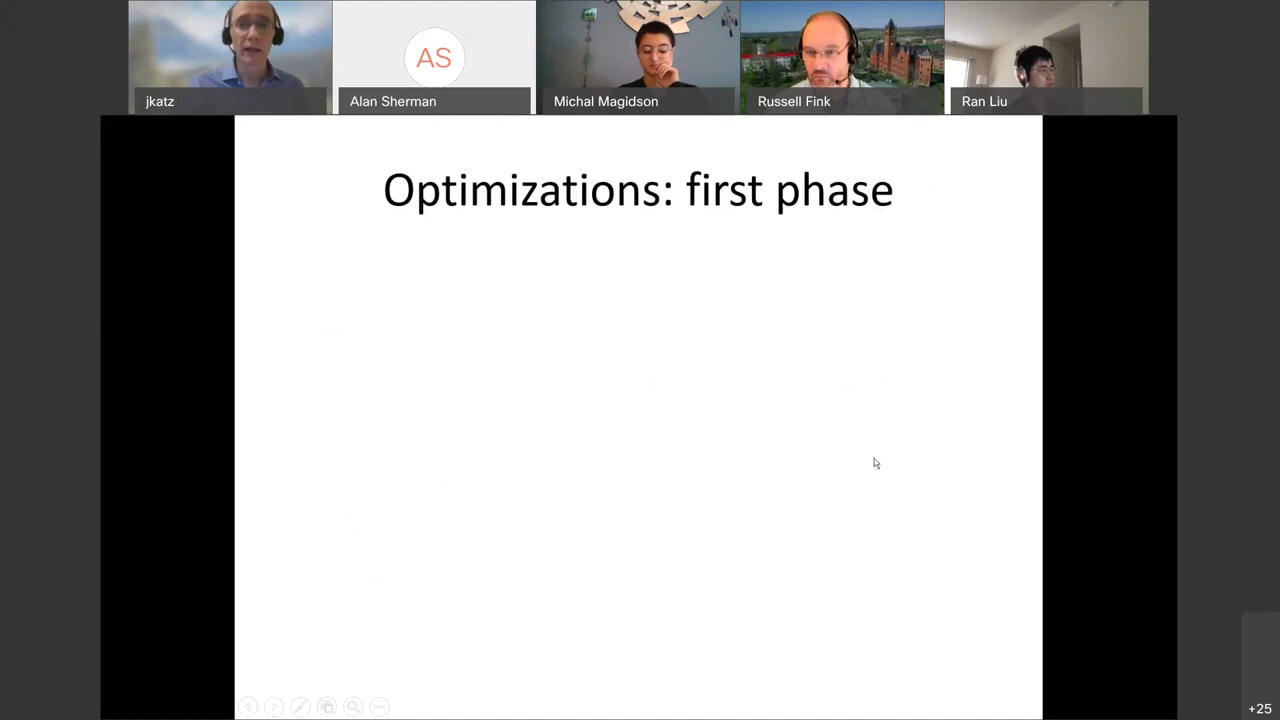 jkatz
AS
Alan Sherman
Michal Magidson
Russell Fink
Ran Liu
Optimizations: first phase
+25